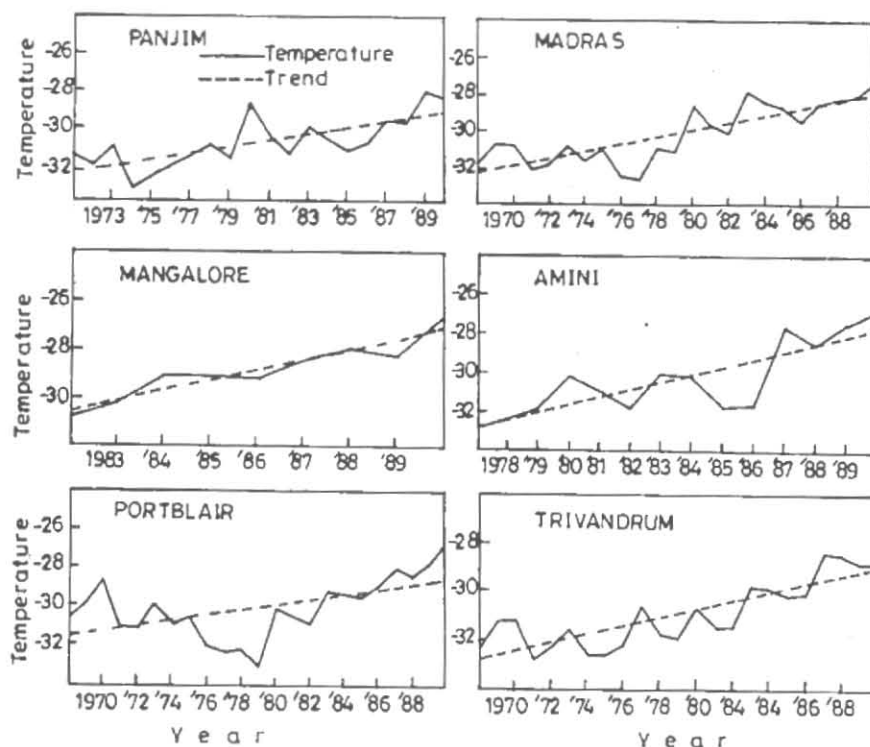 PANJIM
Temperature
Trend
Temperature
-26
-28
-30
-32
1973 '75 '77 '79 '81 '83 '85 '87 '89
MADRAS
-26
-28
-30
-32
1970 '72 '74 '76 '78 '80 '82 '84 '86 '88
MANGALORE
Temperature
-26
-28
-30
1983 '84 '85 '86 '87 '88 '89
AMINI
-26
-28
-30
-32
1978 '79 '80 '81 '82 '83 '84 '85 '86 '87 '88 '89
PORTBLAIR
Temperature
-26
-28
-30
-32
1970 '72 '74 '76 '78 '80 '82 '84 '86 '88
Year
TRIVANDRUM
-28
-30
-32
1970 '72 '74 '76 '78 '80 '82 '84 '86 '88
Year